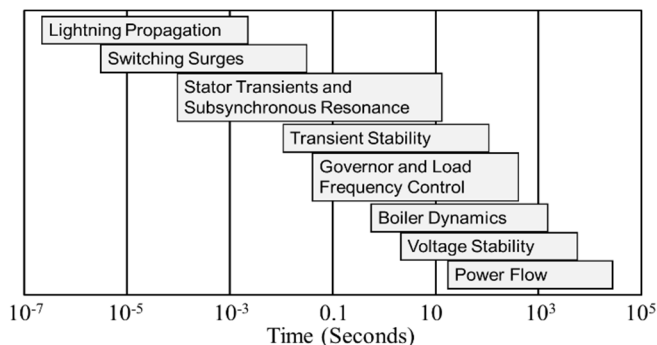 Lightning Propagation
Switching Surges
Stator Transients and
Subsynchronous Resonance
Transient Stability
Governor and Load
Frequency Control
Boiler Dynamics
Voltage Stability
Power Flow
10⁻⁷ 10⁻⁵ 10⁻³ 0.1 10 10³ 10⁵
Time (Seconds)